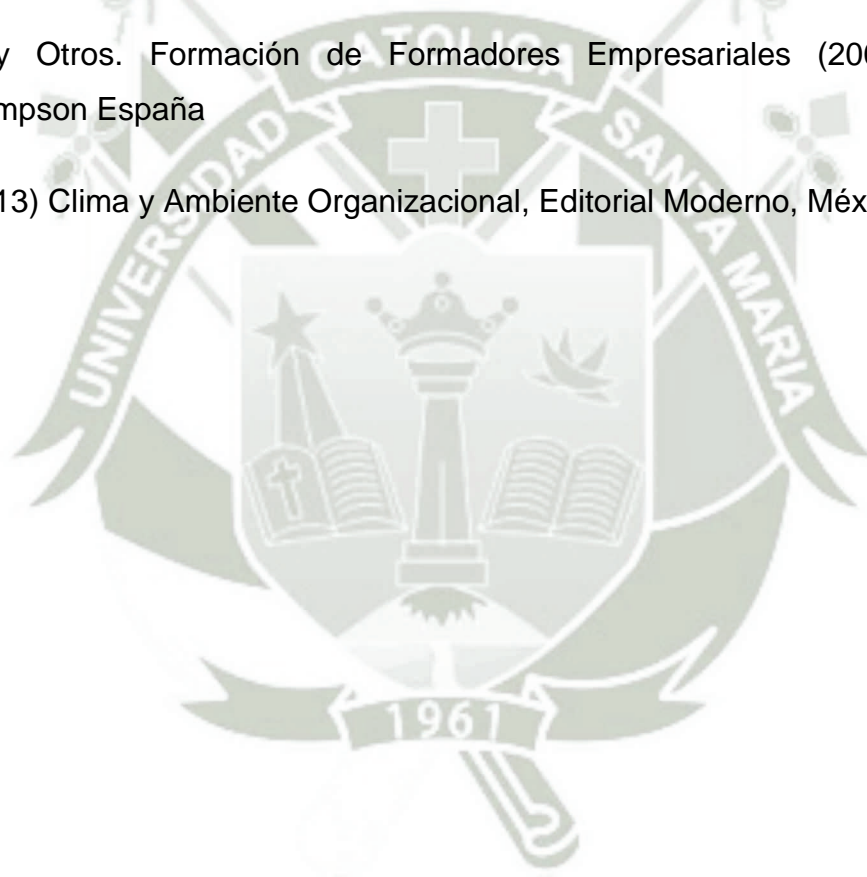 y Otros. Formación de Formadores Empresariales (200
mpson España
13) Clima y Ambiente Organizacional, Editorial Moderno, Méx
UNIVERSIDAD CATOLICA SANTA MARIA
1961